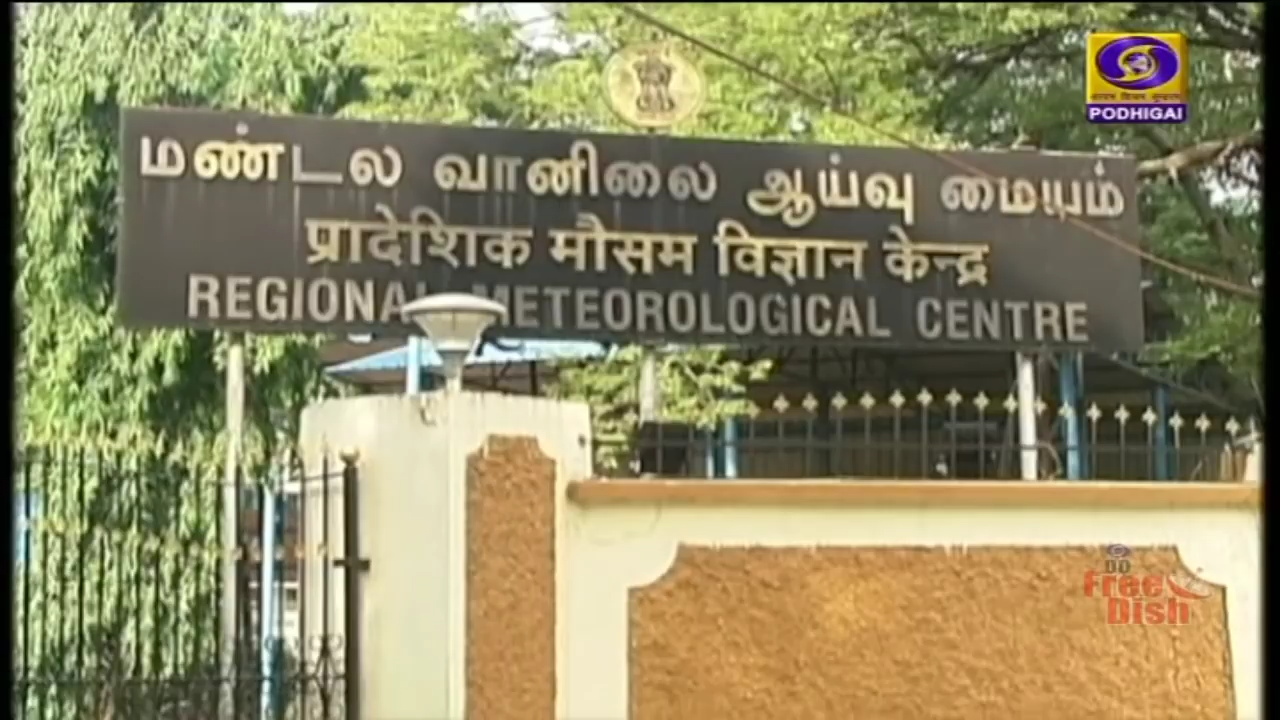 மண்டல வானிலை ஆய்வு மையம்
प्रादेशिक मौसम विज्ञान केन्द्र
REGIONAL METEOROLOGICAL CENTRE
PODHIGAI
DD
Free
Dish